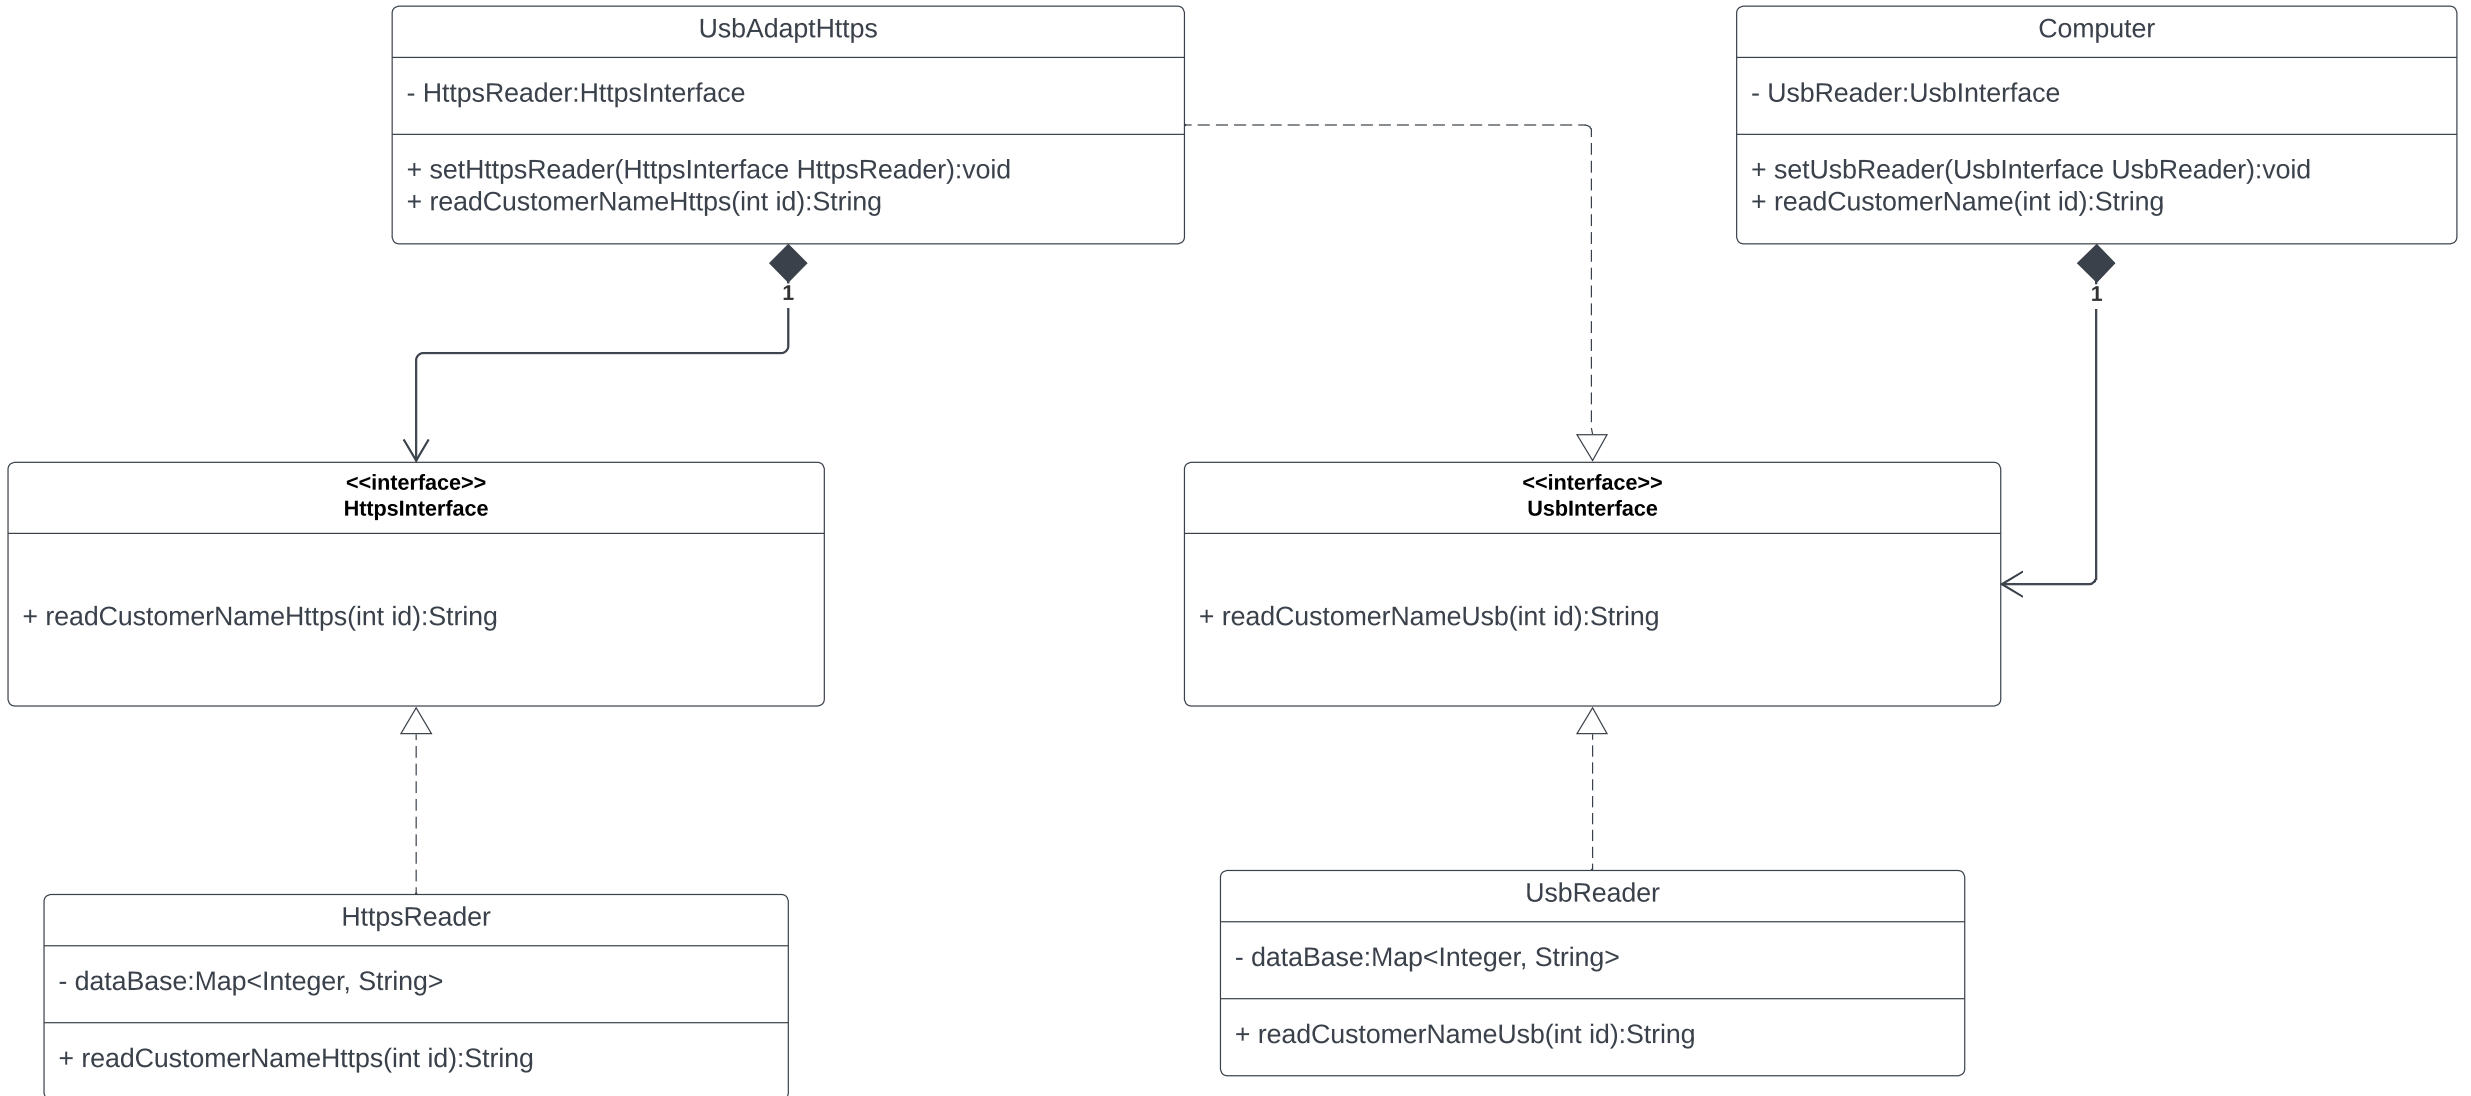 UsbAdaptHttps
- HttpsReader:HttpsInterface
+ setHttpsReader(HttpsInterface HttpsReader):void
+ readCustomerNameHttps(int id):String
1
Computer
- UsbReader:UsbInterface
+ setUsbReader(UsbInterface UsbReader):void
+ readCustomerName(int id):String
1
<<interface>>
HttpsInterface
+ readCustomerNameHttps(int id):String
<<interface>>
UsbInterface
+ readCustomerNameUsb(int id):String
HttpsReader
- dataBase:Map<Integer, String>
+ readCustomerNameHttps(int id):String
UsbReader
- dataBase:Map<Integer, String>
+ readCustomerNameUsb(int id):String